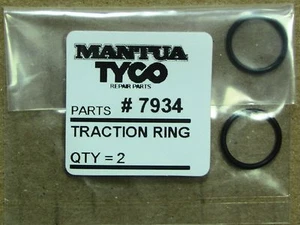 MANTUA
TYCO
REPAIR PARTS
PARTS # 7934
TRACTION RING
QTY = 2